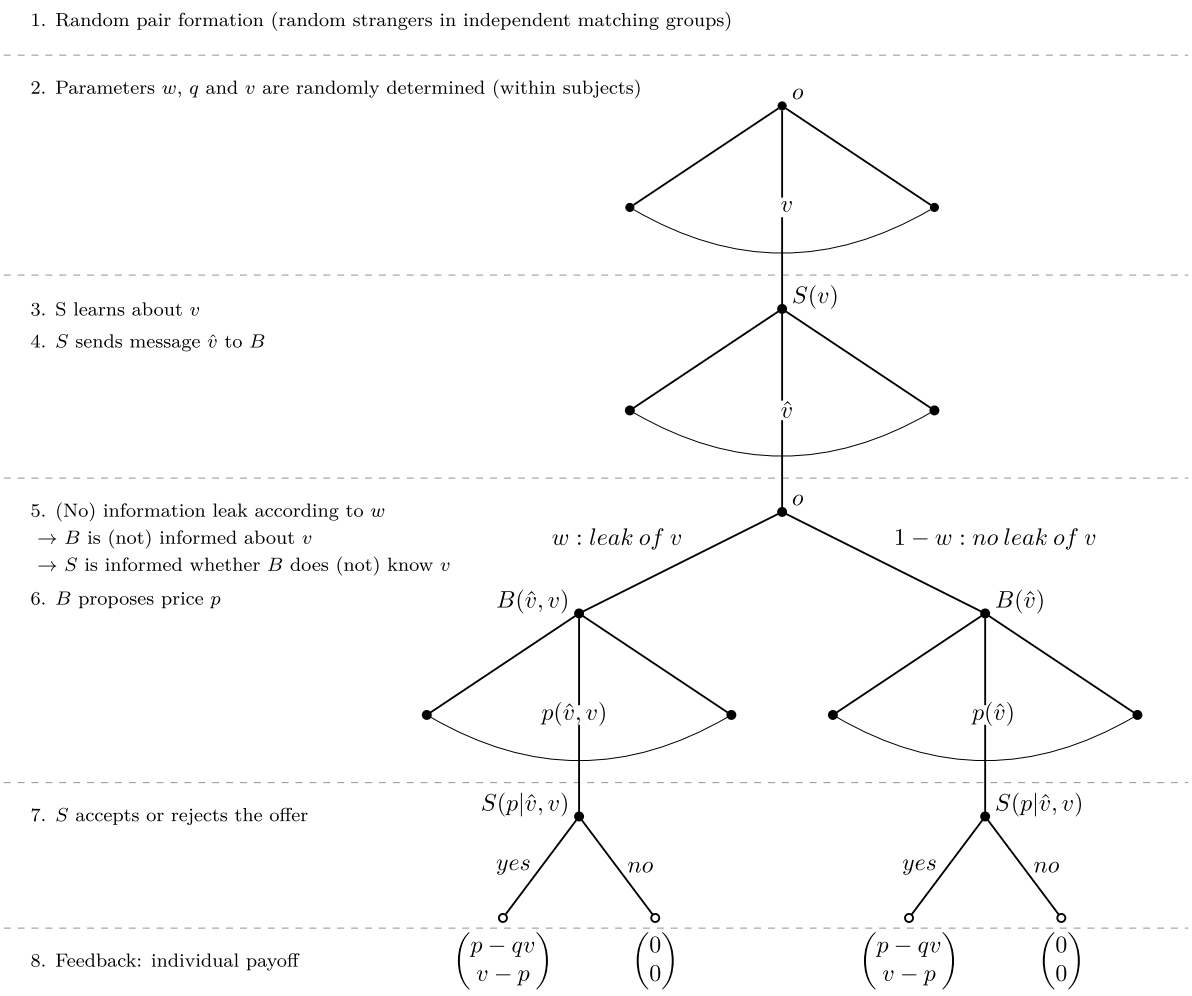 1. Random pair formation (random strangers in independent matching groups)
2. Parameters w, q and v are randomly determined (within subjects)
o
v
3. S learns about v
S(v)
4. S sends message v̂ to B
v̂
5. (No) information leak according to w
o
→ B is (not) informed about v
w : leak of v
1 − w : no leak of v
→ S is informed whether B does (not) know v
6. B proposes price p
B(v̂, v)
B(v̂)
p(v̂, v)
p(v̂)
7. S accepts or rejects the offer
S(p|v̂, v)
S(p|v̂, v)
yes
no
yes
no
8. Feedback: individual payoff
p − qv
v − p
0
0
p − qv
v − p
0
0